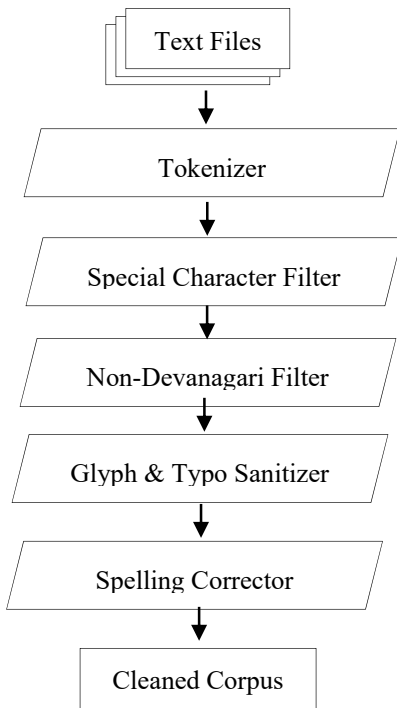 Text Files
Tokenizer
Special Character Filter
Non-Devanagari Filter
Glyph & Typo Sanitizer
Spelling Corrector
Cleaned Corpus